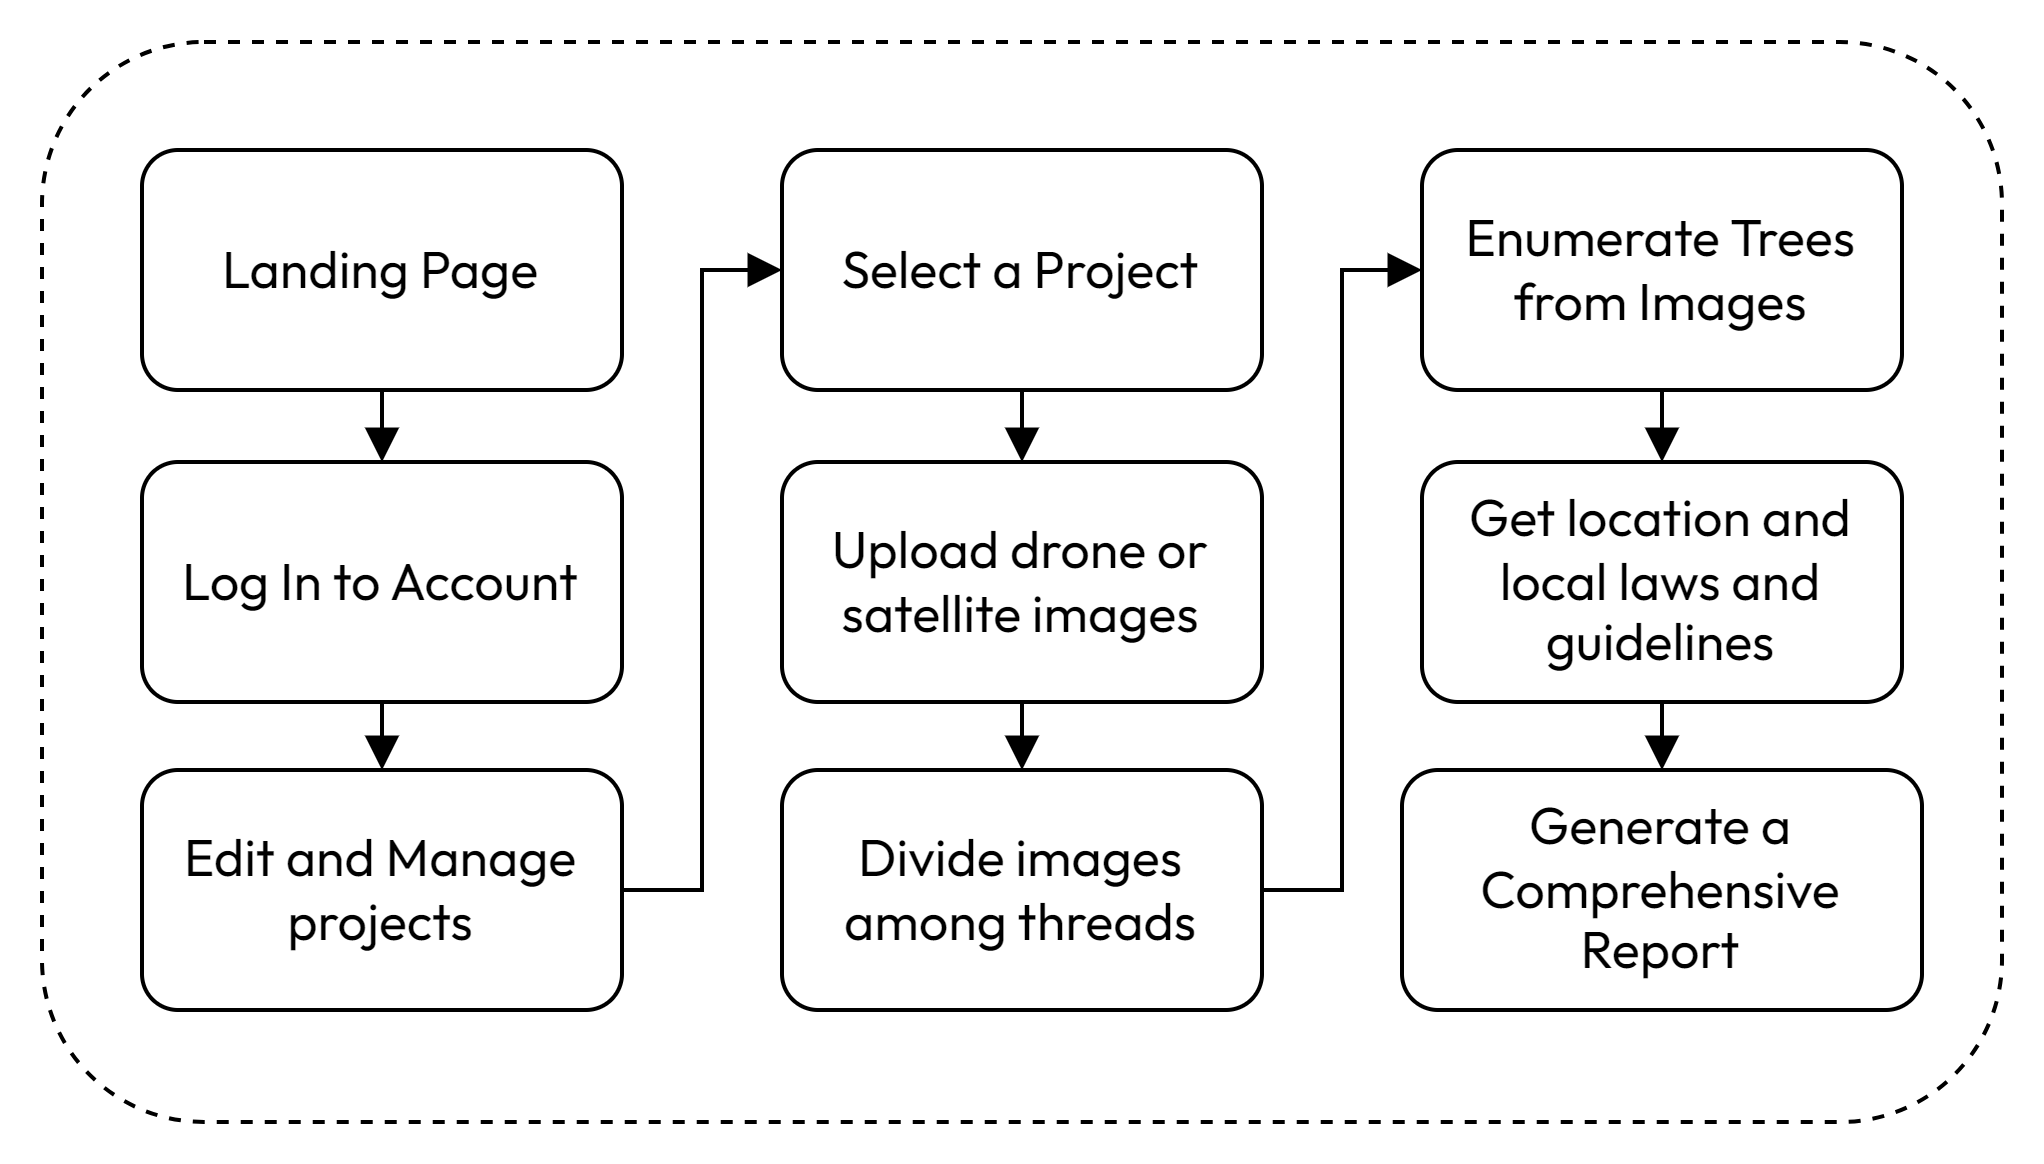 Landing Page
Log In to Account
Edit and Manage
projects
Select a Project
Upload drone or
satellite images
Divide images
among threads
Enumerate Trees
from Images
Get location and
local laws and
guidelines
Generate a
Comprehensive
Report